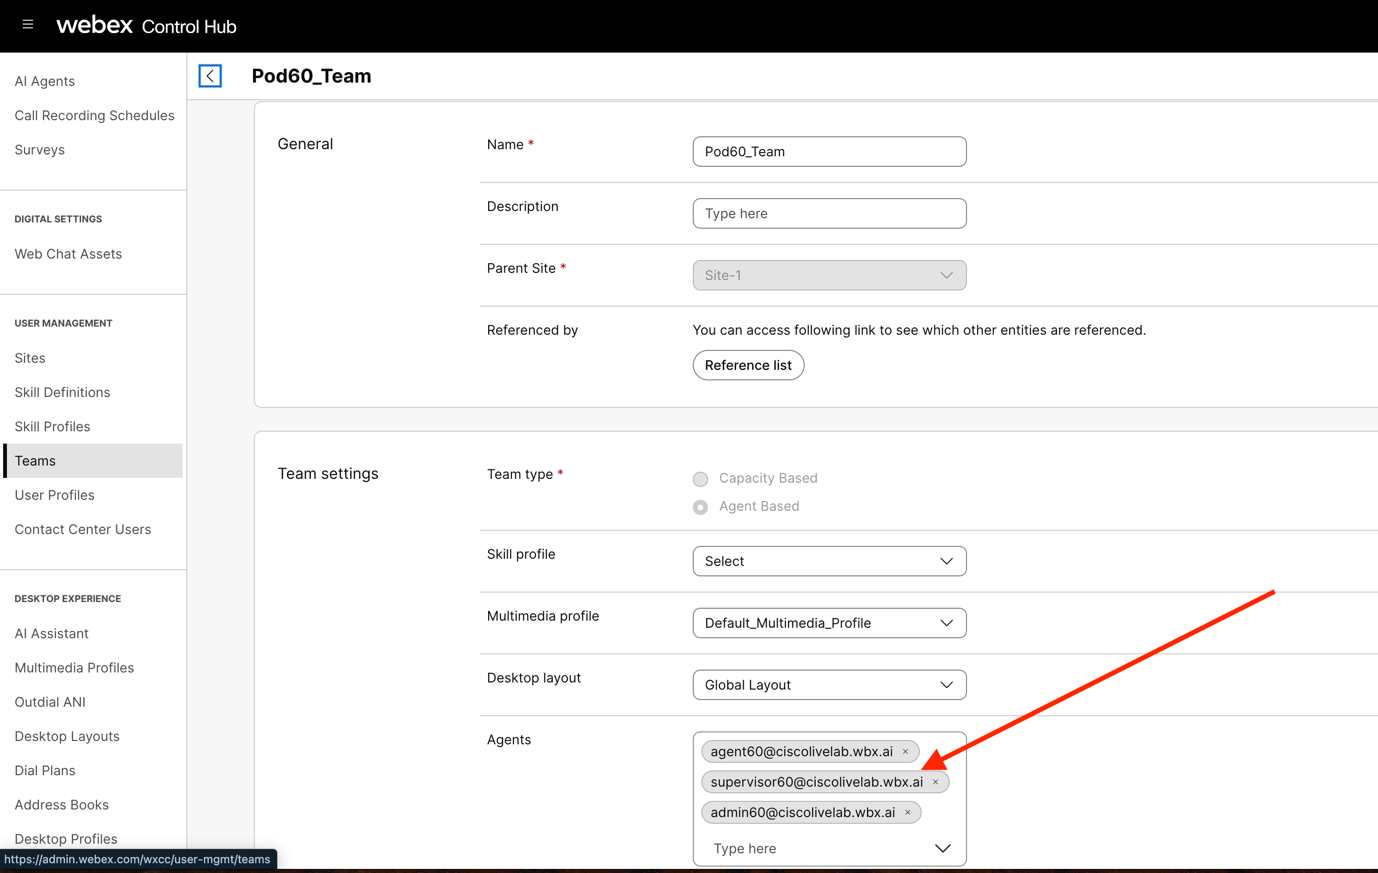 webex Control Hub
AI Agents
Call Recording Schedules
Surveys
DIGITAL SETTINGS
Web Chat Assets
USER MANAGEMENT
Sites
Skill Definitions
Skill Profiles
Teams
User Profiles
Contact Center Users
DESKTOP EXPERIENCE
AI Assistant
Multimedia Profiles
Outdial ANI
Desktop Layouts
Dial Plans
Address Books
Desktop Profiles
https://admin.webex.com/wxcc/user-mgmt/teams
Pod60_Team
General
Name *
Pod60_Team
Description
Type here
Parent Site *
Site-1
Referenced by
You can access following link to see which other entities are referenced.
Reference list
Team settings
Team type *
Capacity Based
Agent Based
Skill profile
Select
Multimedia profile
Default_Multimedia_Profile
Desktop layout
Global Layout
Agents
agent60@ciscolivelab.wbx.ai ×
supervisor60@ciscolivelab.wbx.ai ×
admin60@ciscolivelab.wbx.ai ×
Type here